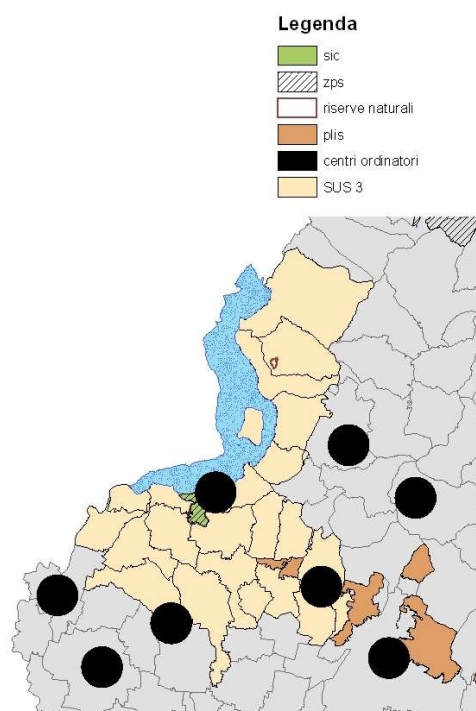 Legenda
sic
zps
riserve naturali
plis
centri ordinatori
SUS 3